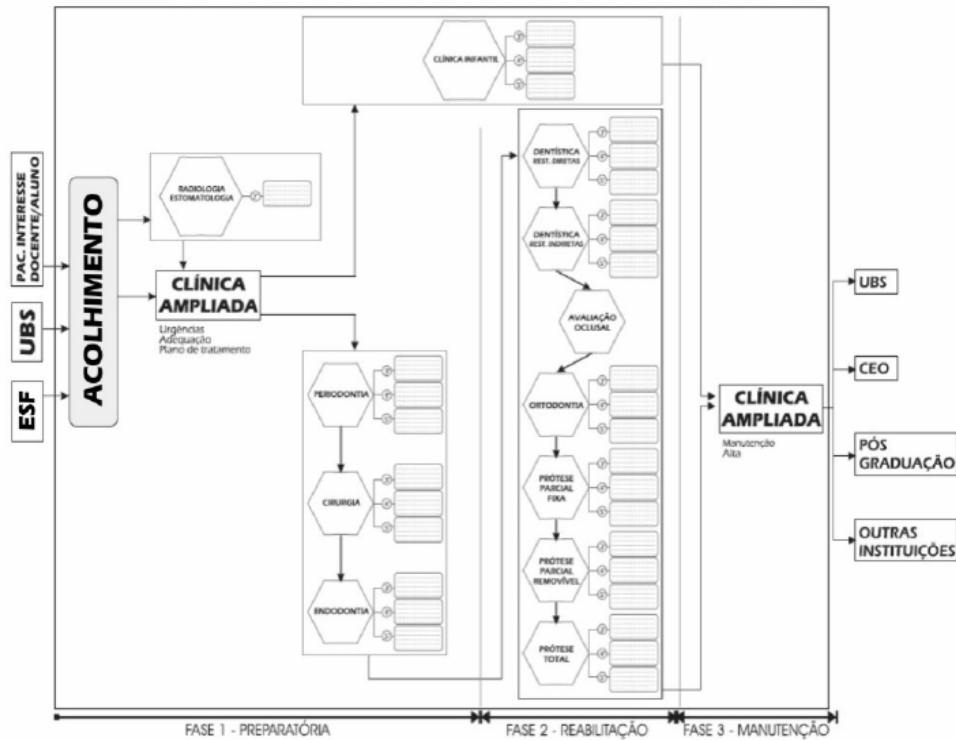 PAC. INTERESSE
DOCENTE/ALUNO
UBS
ESF
ACOLHIMENTO
RADIOLOGIA
ESTOMATOLOGIA
CLÍNICA
AMPLIADA
Urgências
Adequação
Plano de tratamento
CLÍNICA INFANTIL
PERIODONTIA
CIRURGIA
ENDODONTIA
DENTÍSTICA
REST. DIRETAS
DENTÍSTICA
REST. INDIRETAS
AVALIAÇÃO
OCLUSAL
ORTODONTIA
PRÓTESE
PARCIAL
FIXA
PRÓTESE
PARCIAL
REMOVÍVEL
PRÓTESE
TOTAL
CLÍNICA
AMPLIADA
Manutenção
Alta
UBS
CEO
PÓS
GRADUAÇÃO
OUTRAS
INSTITUIÇÕES
FASE 1 - PREPARATÓRIA
FASE 2 - REABILITAÇÃO
FASE 3 - MANUTENÇÃO